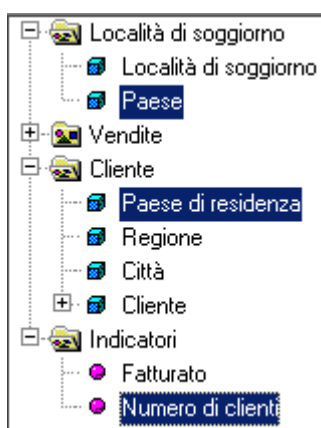 Località di soggiorno
Località di soggiorno
Paese
Vendite
Cliente
Paese di residenza
Regione
Città
Cliente
Indicatori
Fatturato
Numero di clienti